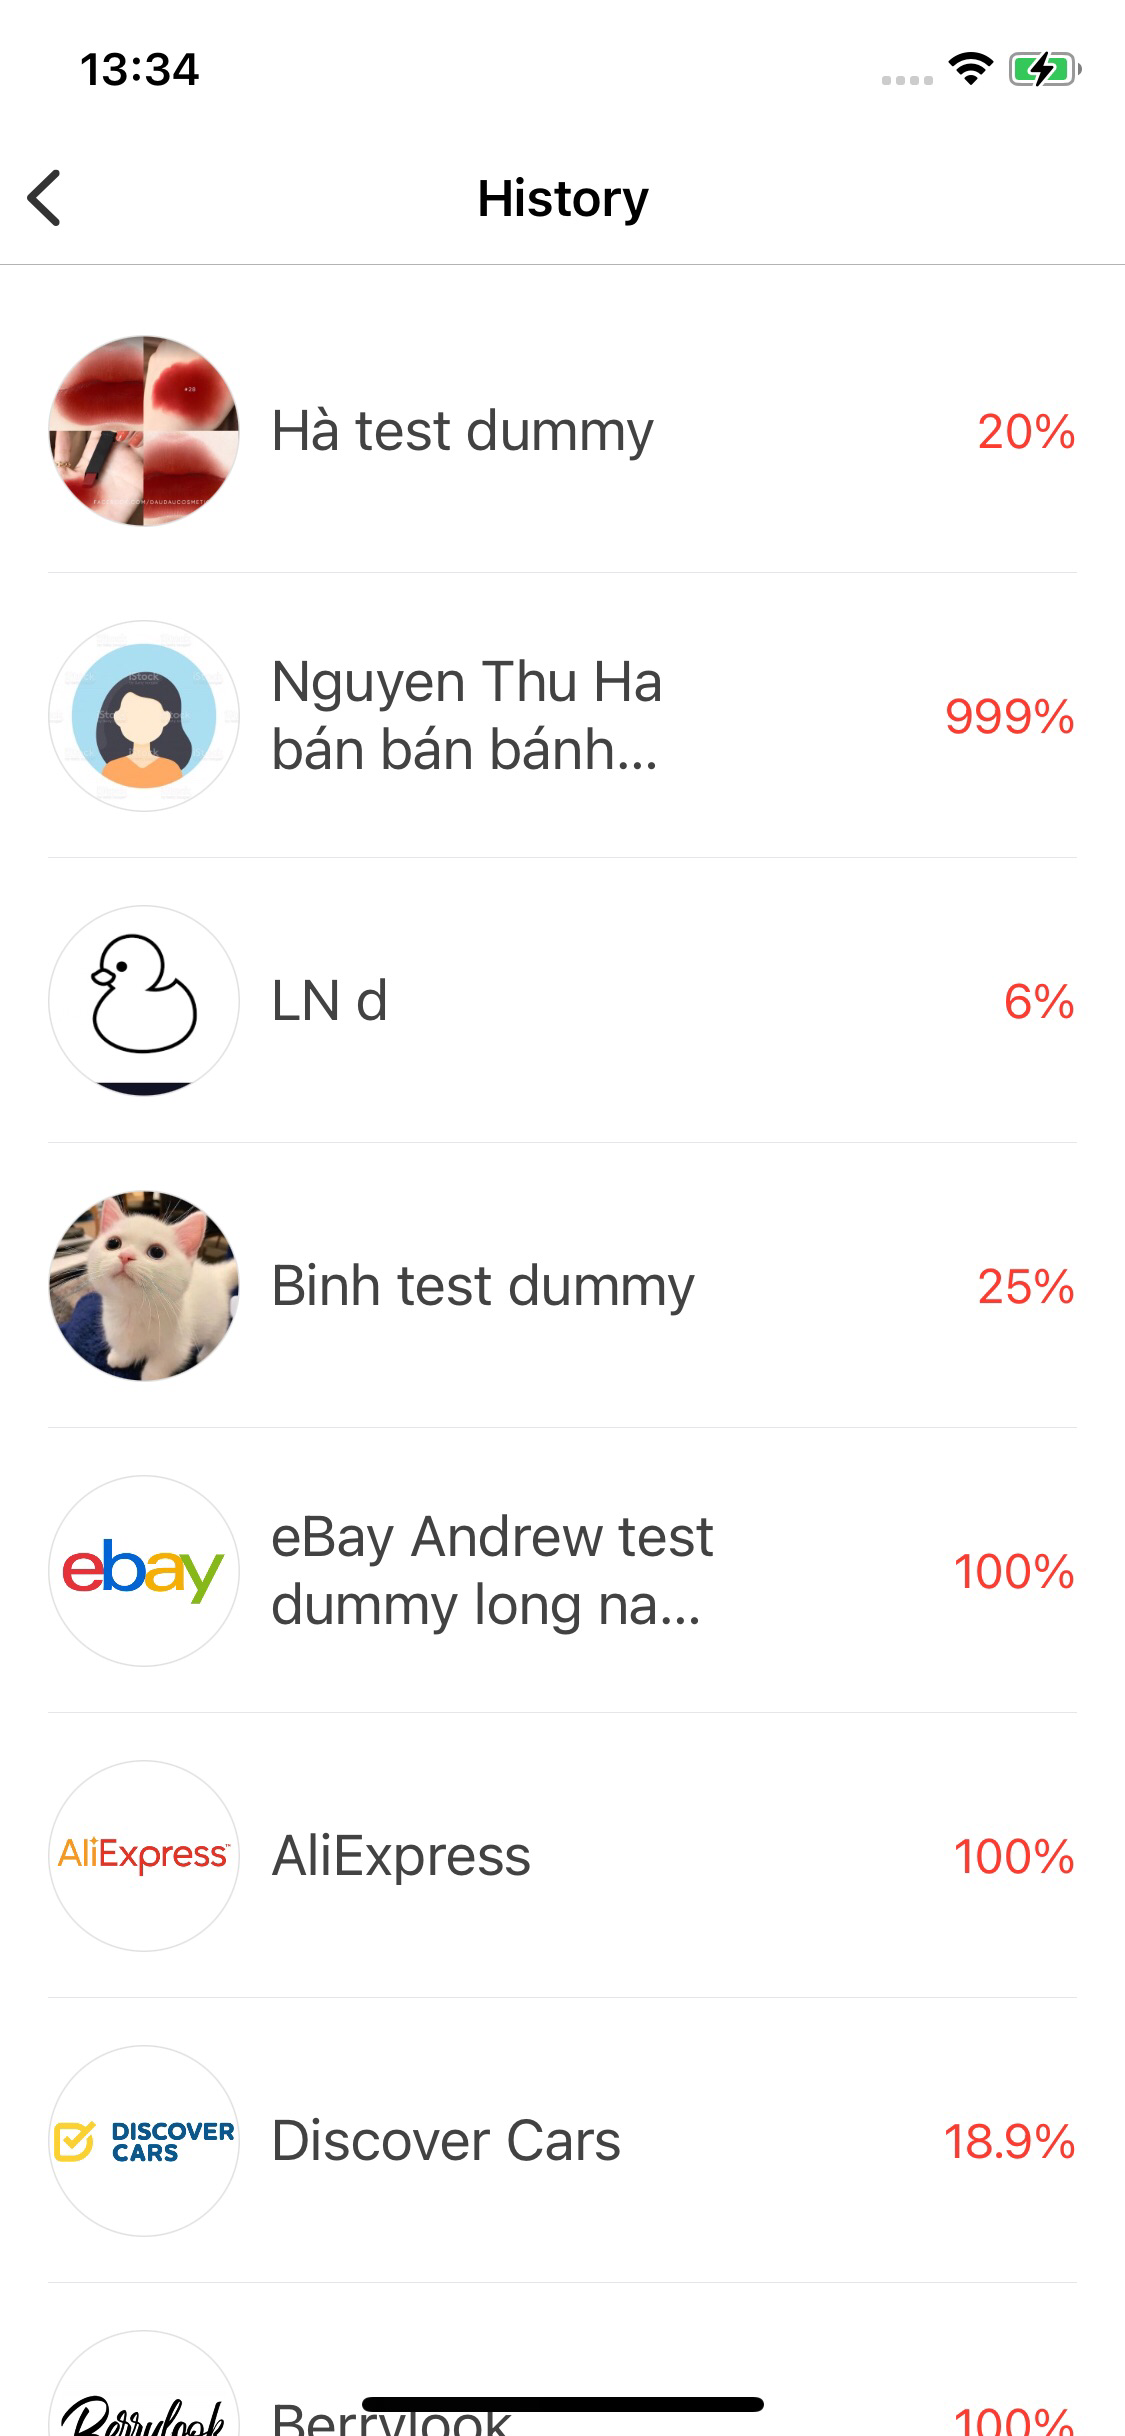 13:34
History
#28
Hà test dummy
20%
iStock
Nguyen Thu Ha
bán bán bánh...
999%
LN d
6%
Binh test dummy
25%
ebay
eBay Andrew test
dummy long na...
100%
AliExpress
AliExpress
100%
DISCOVER
CARS
Discover Cars
18.9%
Berrylook
Berrylook
100%